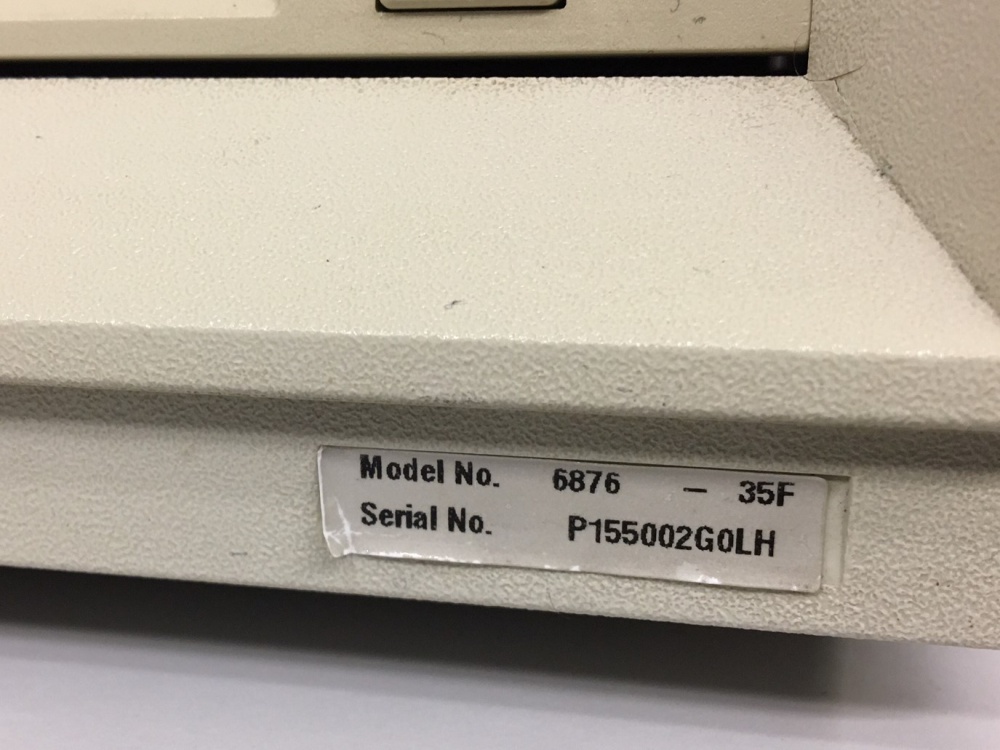 Model No. 6876 – 35F
Serial No. P155002G0LH